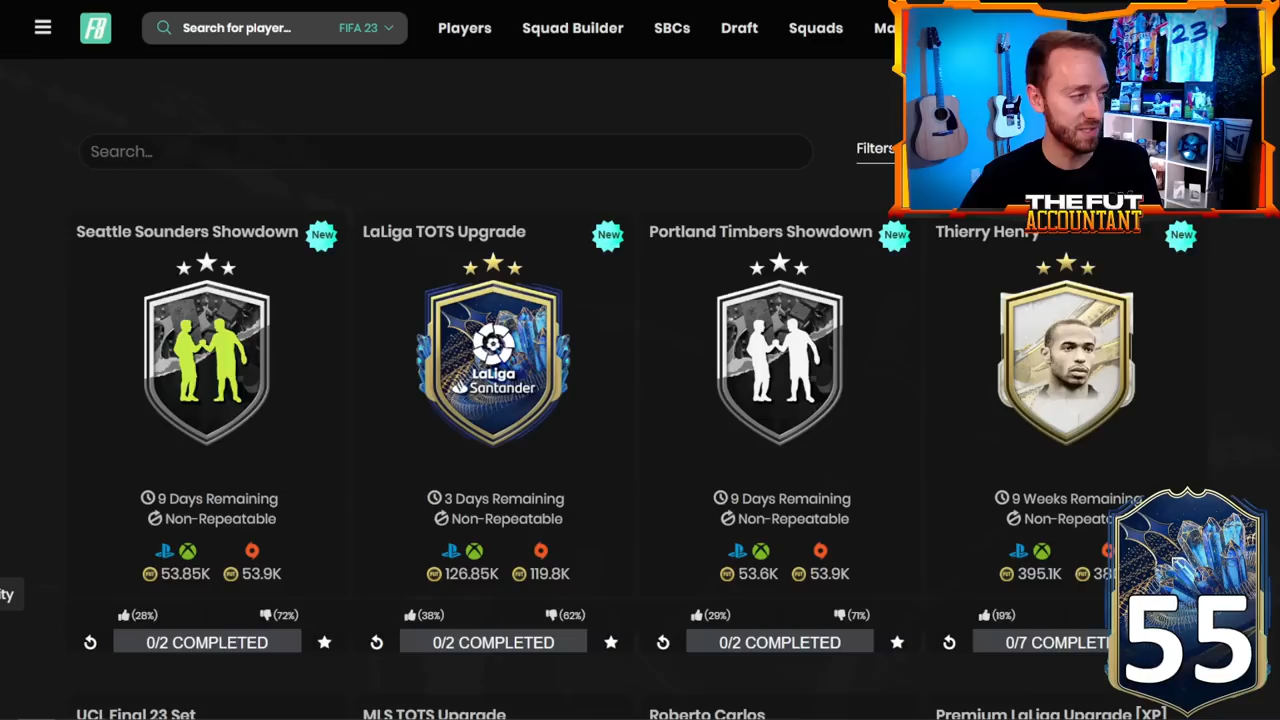 FB
Search for player...
FIFA 23
Players
Squad Builder
SBCs
Draft
Squads
Search...
Filters
23
THE FUT
ACCOUNTANT
Seattle Sounders Showdown
New
LaLiga TOTS Upgrade
New
Portland Timbers Showdown
New
Thierry Henry
New
LaLiga
Santander
9 Days Remaining
Non-Repeatable
3 Days Remaining
Non-Repeatable
9 Days Remaining
Non-Repeatable
9 Weeks Remaining
53.85K
53.9K
126.85K
119.8K
53.6K
53.9K
395.1K
(28%)
(72%)
(38%)
(62%)
(29%)
(71%)
(19%)
0/2 COMPLETED
0/2 COMPLETED
0/2 COMPLETED
0/7
55
UCL Final 23 Set
MLS TOTS Upgrade
Roberto Carlos
Premium LaLiga Upgrade [XP]